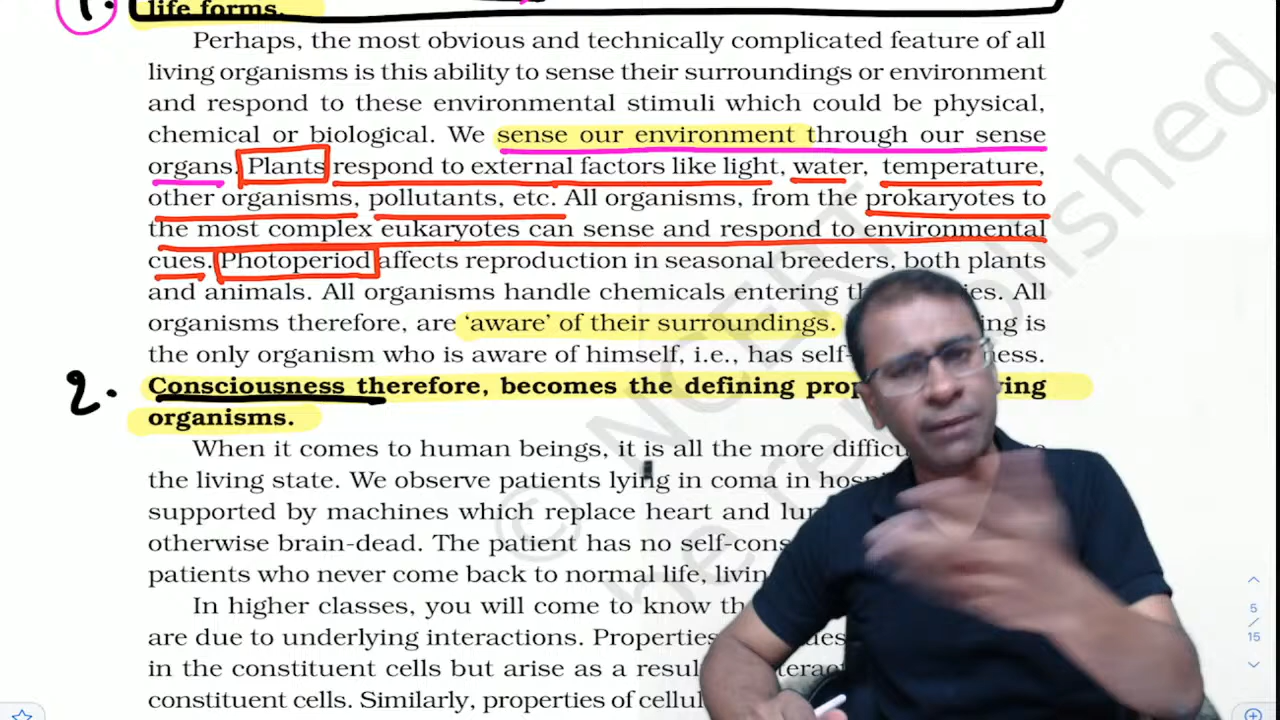 1.
life forms.
Perhaps, the most obvious and technically complicated feature of all
living organisms is this ability to sense their surroundings or environment
and respond to these environmental stimuli which could be physical,
chemical or biological. We sense our environment through our sense
organs. Plants respond to external factors like light, water, temperature,
other organisms, pollutants, etc. All organisms, from the prokaryotes to
the most complex eukaryotes can sense and respond to environmental
cues. Photoperiod affects reproduction in seasonal breeders, both plants
and animals. All organisms handle chemicals entering
organisms therefore, are ‘aware’ of their surroundings. is
the only organism who is aware of himself, i.e., has
2. Consciousness therefore, becomes the defining
organisms.
When it comes to human beings, it is all the more
the living state. We observe patients lying in coma in
supported by machines which replace heart and
otherwise brain-dead. The patient has no
patients who never come back to normal life,
In higher classes, you will come to know
are due to underlying interactions. Properties
in the constituent cells but arise as a
constituent cells. Similarly, properties of
© NCERT
be republished
5
/
15